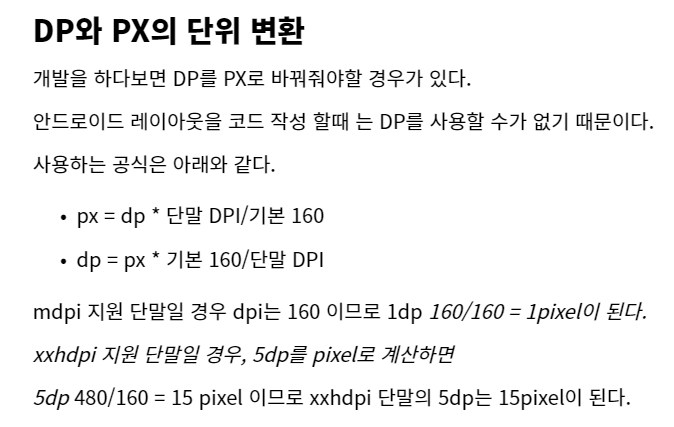 DP와 PX의 단위 변환
개발을 하다보면 DP를 PX로 바꿔줘야할 경우가 있다.
안드로이드 레이아웃을 코드 작성 할때 는 DP를 사용할 수가 없기 때문이다.
사용하는 공식은 아래와 같다.
• px = dp * 단말 DPI/기본 160
• dp = px * 기본 160/단말 DPI
mdpi 지원 단말일 경우 dpi는 160 이므로 1dp 160/160 = 1pixel이 된다.
xxhdpi 지원 단말일 경우, 5dp를 pixel로 계산하면
5dp 480/160 = 15 pixel 이므로 xxhdpi 단말의 5dp는 15pixel이 된다.